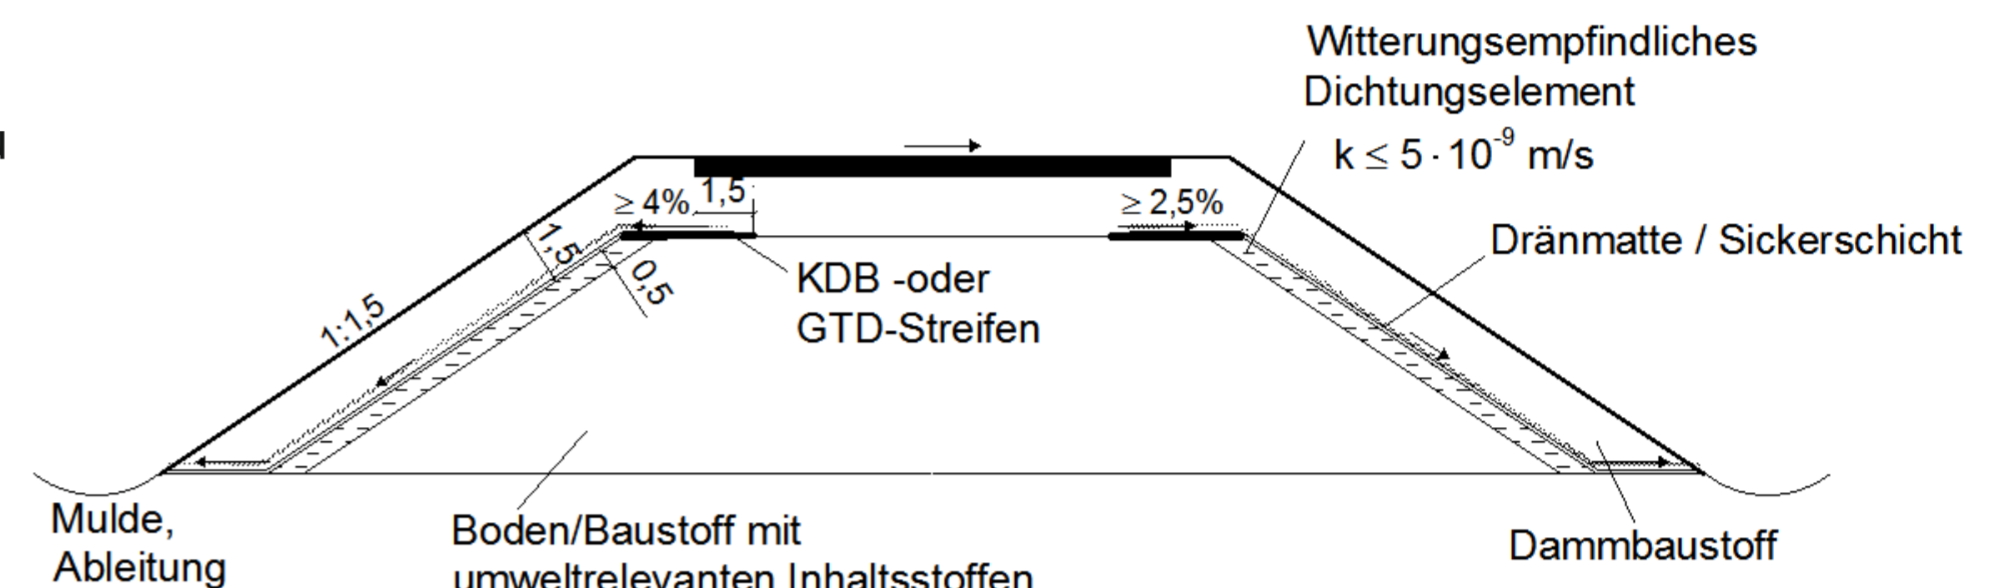 Witterungsempfindliches
Dichtungselement
k ≤ 5 · 10⁻⁹ m/s
≥ 4%
1,5
≥ 2,5%
Dränmatte / Sickerschicht
1,5
0,5
KDB -oder
GTD-Streifen
1:1,5
Mulde,
Ableitung
Boden/Baustoff mit
umweltrelevanten Inhaltsstoffen
Dammbaustoff